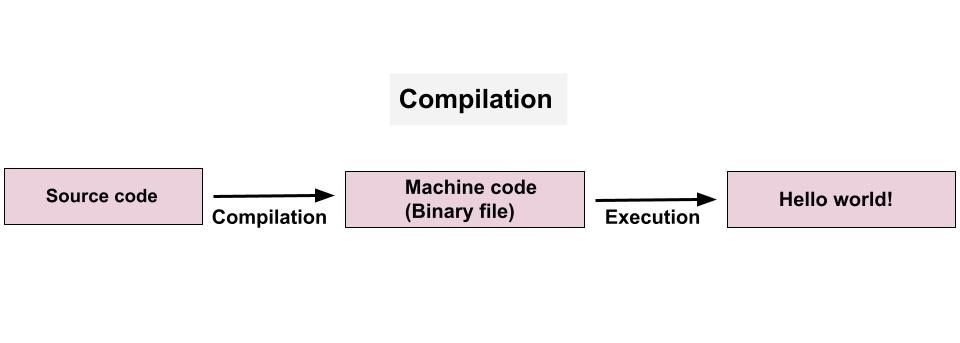 Compilation
Source code
Compilation
Machine code
(Binary file)
Execution
Hello world!